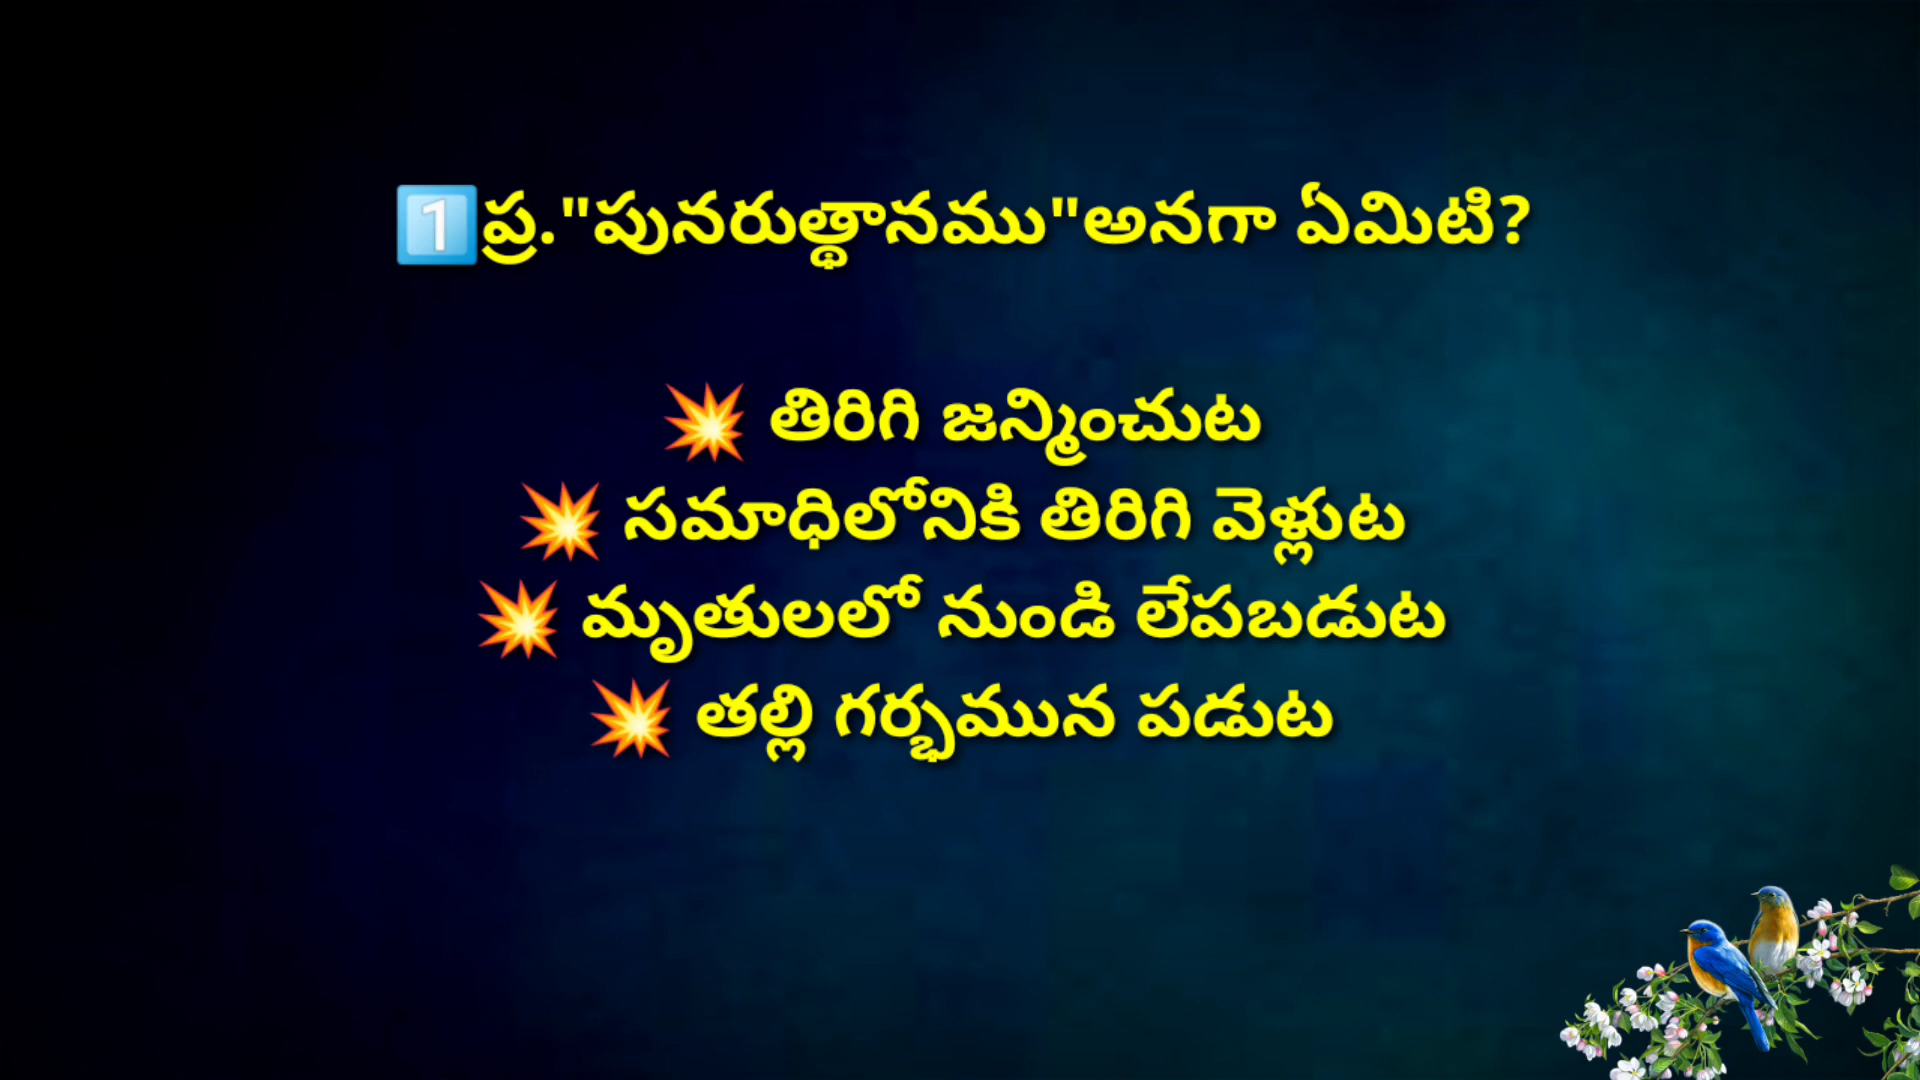 1️⃣ప్ర."పునరుత్థానము"అనగా ఏమిటి?
💥 తిరిగి జన్మించుట
💥 సమాధిలోనికి తిరిగి వెళ్లుట
💥 మృతులలో నుండి లేపబడుట
💥 తల్లి గర్భమున పడుట